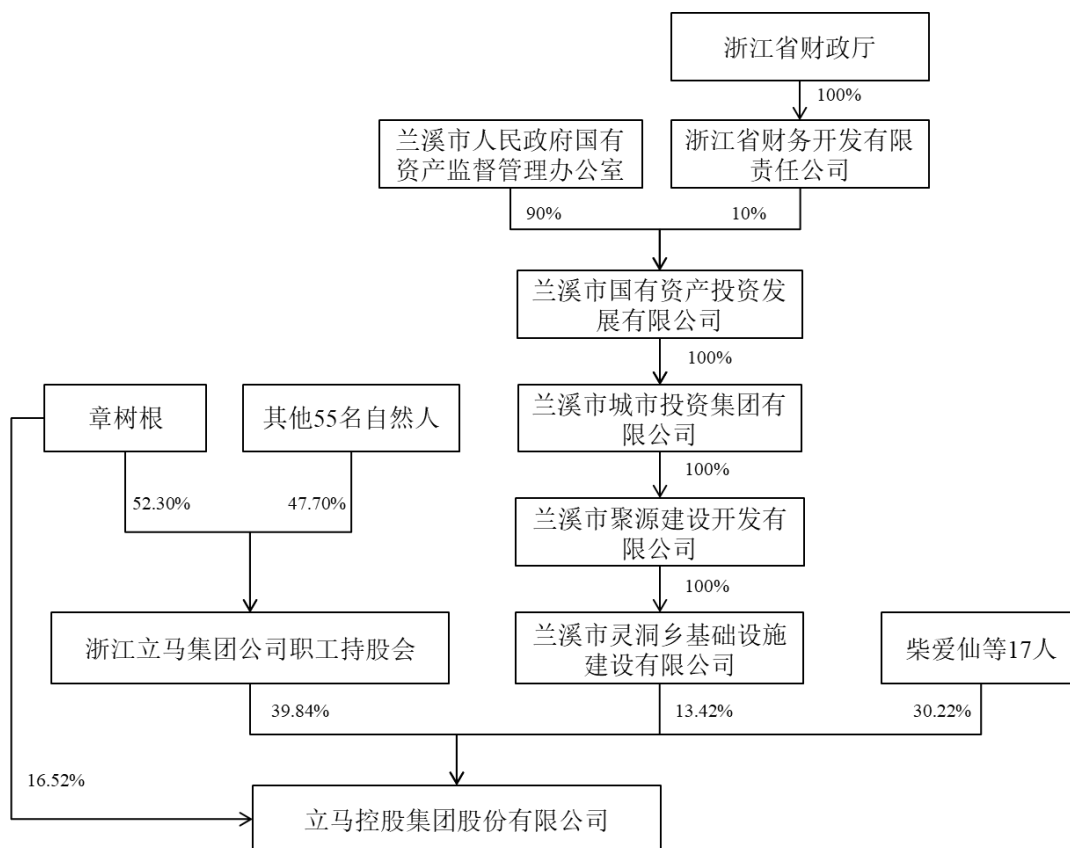 浙江省财政厅
100%
兰溪市人民政府国有
资产监督管理办公室
浙江省财务开发有限
责任公司
90%
10%
兰溪市国有资产投资发
展有限公司
100%
章树根
其他55名自然人
兰溪市城市投资集团有
限公司
52.30%
47.70%
100%
兰溪市聚源建设开发有
限公司
100%
浙江立马集团公司职工持股会
兰溪市灵洞乡基础设施
建设有限公司
柴爱仙等17人
39.84%
13.42%
30.22%
16.52%
立马控股集团股份有限公司